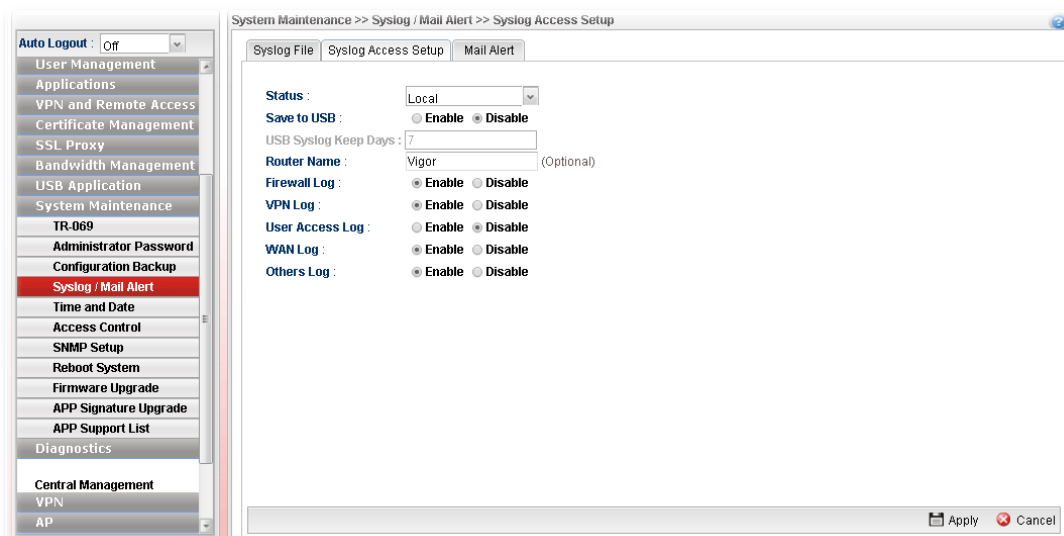 System Maintenance >> Syslog / Mail Alert >> Syslog Access Setup
Auto Logout : Off
User Management
Applications
VPN and Remote Access
Certificate Management
SSL Proxy
Bandwidth Management
USB Application
System Maintenance
TR-069
Administrator Password
Configuration Backup
Syslog / Mail Alert
Time and Date
Access Control
SNMP Setup
Reboot System
Firmware Upgrade
APP Signature Upgrade
APP Support List
Diagnostics
Central Management
VPN
AP
Syslog File Syslog Access Setup Mail Alert
Status : Local
Save to USB : Enable Disable
USB Syslog Keep Days : 7
Router Name : Vigor (Optional)
Firewall Log : Enable Disable
VPN Log : Enable Disable
User Access Log : Enable Disable
WAN Log : Enable Disable
Others Log : Enable Disable
Apply Cancel